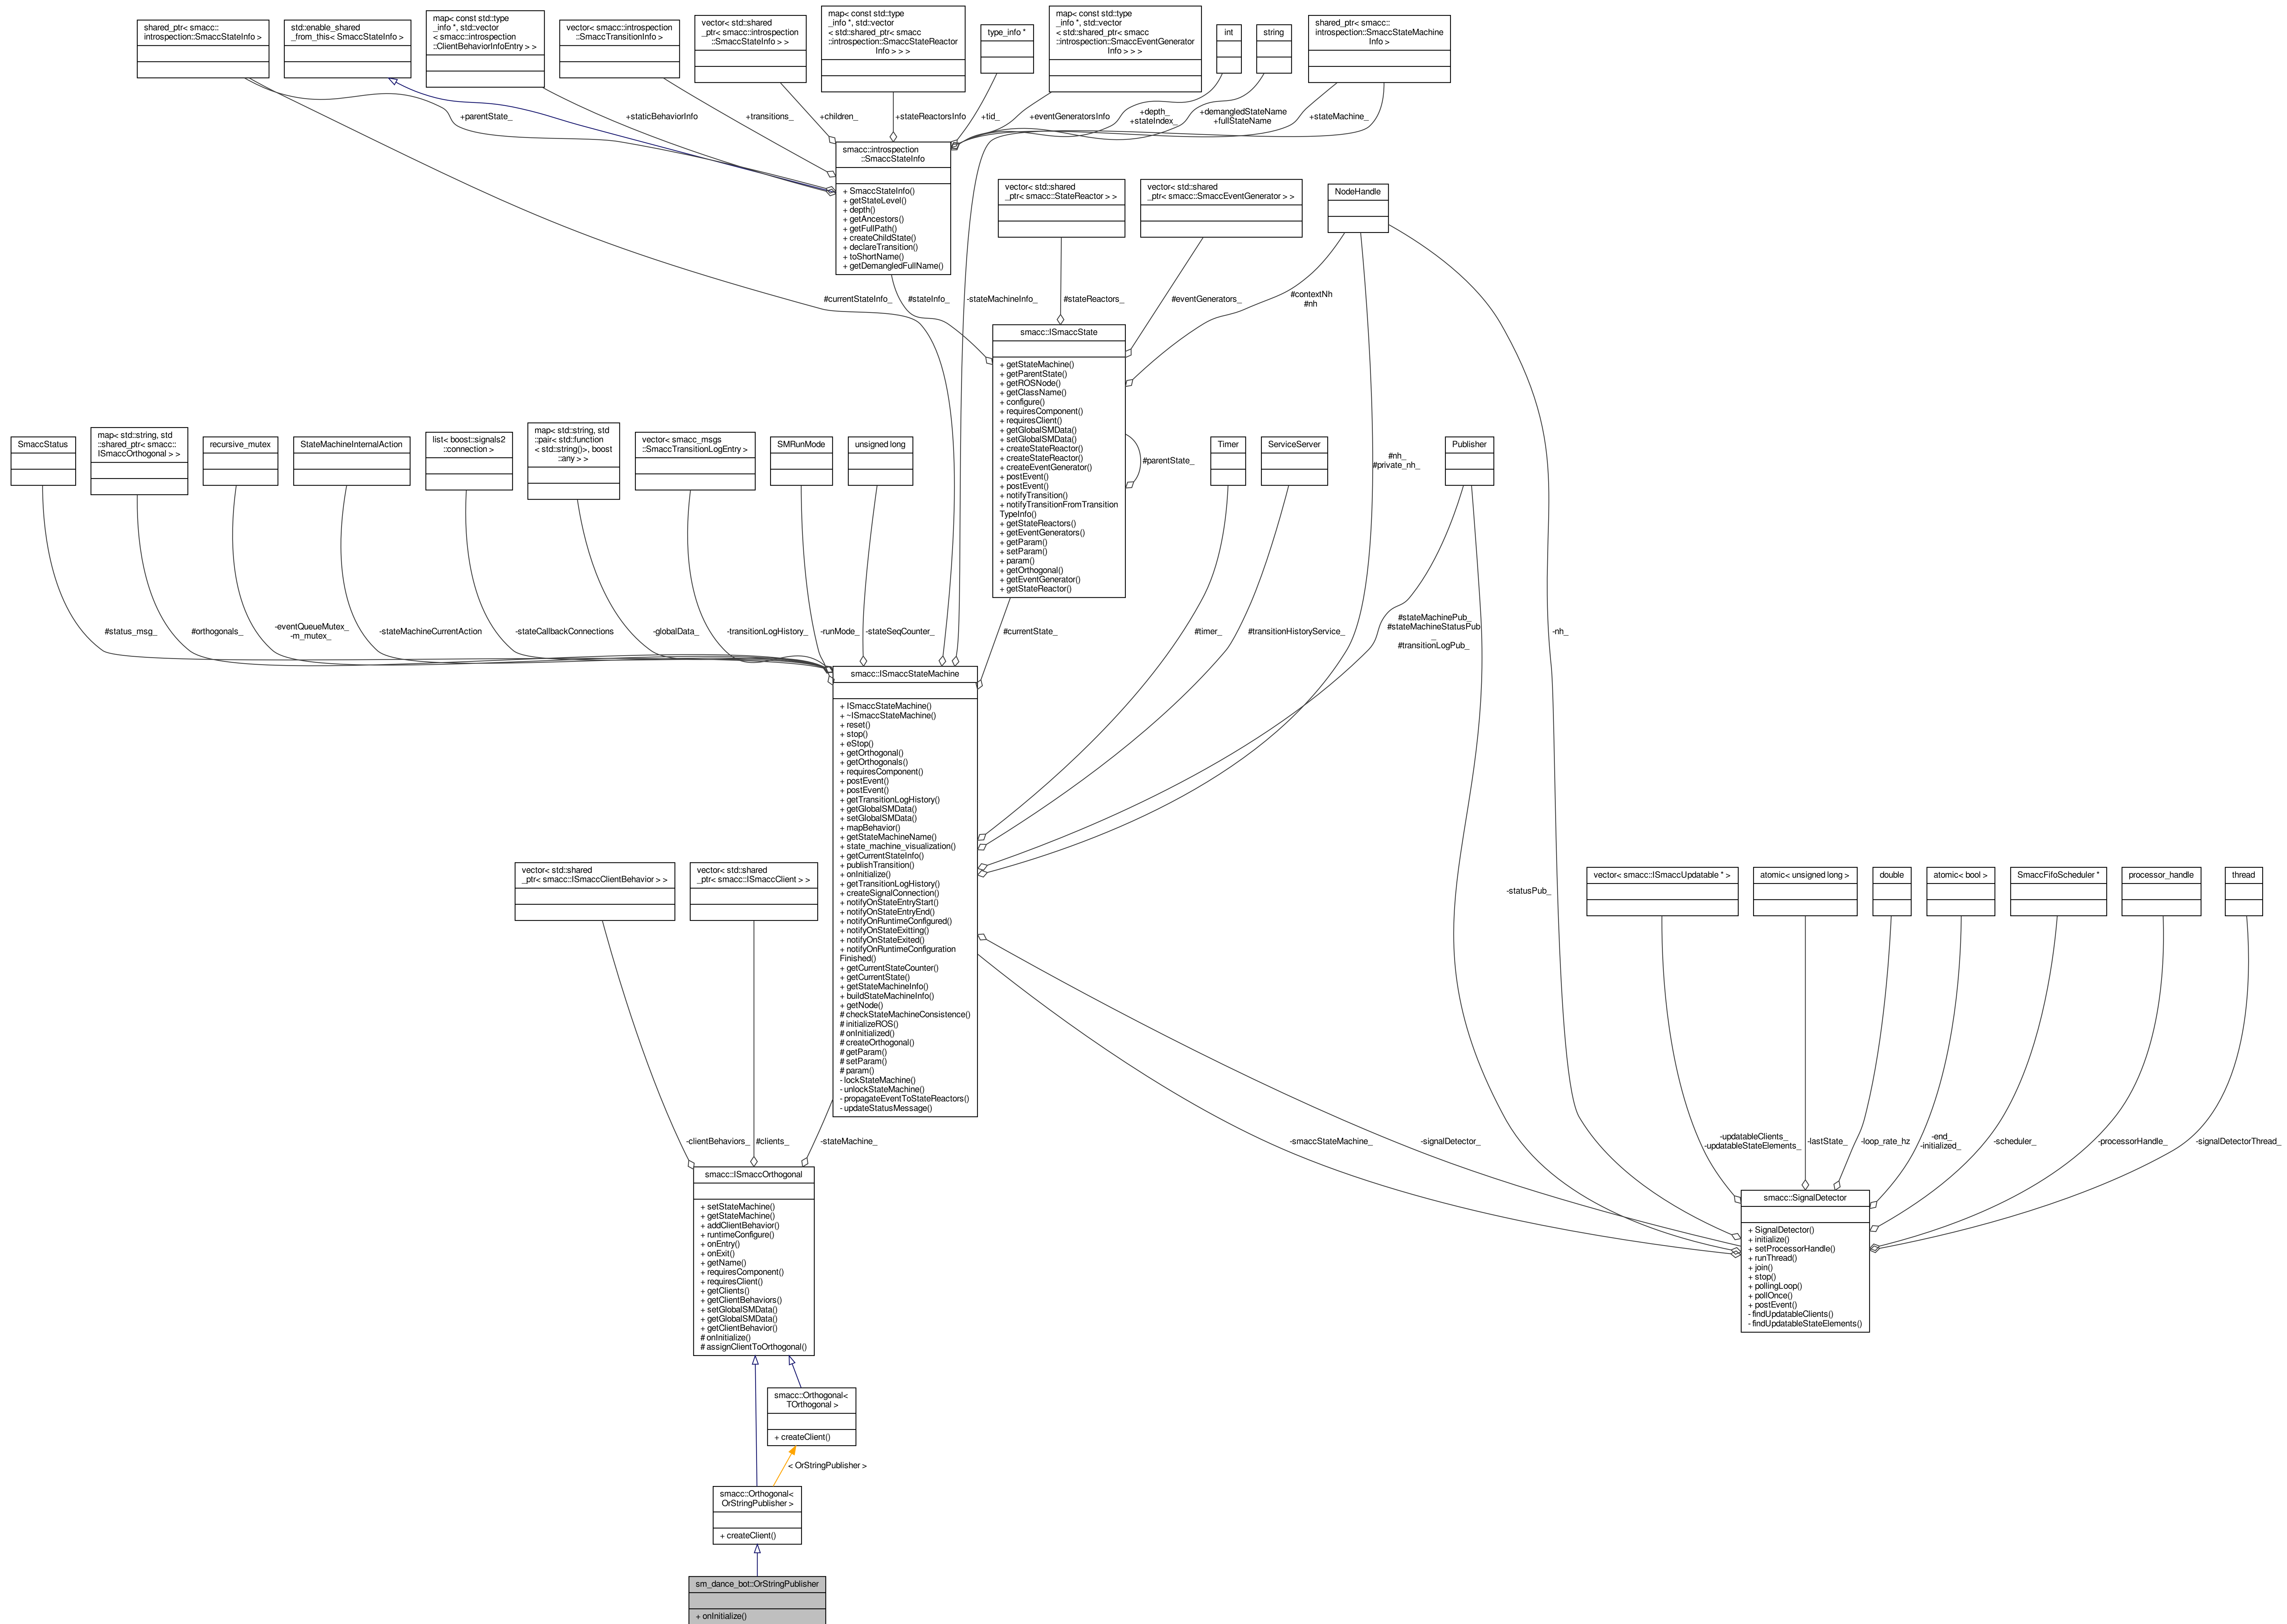 shared_ptr< smacc::
introspection::SmaccStateInfo >
std::enable_shared
_from_this< SmaccStateInfo >
map< const std::type
_info *, std::vector
< smacc::introspection
::ClientBehaviorInfoEntry > >
vector< smacc::introspection
::SmaccTransitionInfo >
vector< std::shared
_ptr< smacc::introspection
::SmaccStateInfo > >
map< const std::type
_info *, std::vector
< std::shared_ptr< smacc
::introspection::StateReactor
Info > > >
type_info *
map< const std::type
_info *, std::vector
< std::shared_ptr< smacc
::introspection::SmaccEventGenerator
Info > > >
int
string
shared_ptr< smacc::
introspection::SmaccStateMachine
Info >
+parentState_
+staticBehaviorInfo
+transitions_
+children_
+stateReactorsInfo
+tid_
+eventGeneratorsInfo
+depth_
+stateIndex_
+demangledStateName
+fullStateName
+stateMachine_
smacc::introspection
::SmaccStateInfo
+ SmaccStateInfo()
+ getStateLevel()
+ depth()
+ getAncestors()
+ getFullPath()
+ createChildState()
+ declareTransition()
+ toShortName()
+ getDemangledFullName()
vector< std::shared
_ptr< smacc::StateReactor > >
vector< std::shared
_ptr< smacc::SmaccEventGenerator > >
NodeHandle
#currentStateInfo_
#stateInfo_
-stateMachineInfo_
#stateReactors_
#eventGenerators_
#contextNh
#nh
smacc::ISmaccState
+ getStateMachine()
+ getParentState()
+ getROSNode()
+ getClassName()
+ configure()
+ requiresComponent()
+ requiresClient()
+ getGlobalSMData()
+ setGlobalSMData()
+ createStateReactor()
+ createStateReactor()
+ createEventGenerator()
+ postEvent()
+ postEvent()
+ notifyTransition()
+ notifyTransitionFromTransition
TypeInfo()
+ getStateReactors()
+ getEventGenerators()
+ getParam()
+ setParam()
+ param()
+ getOrthogonal()
+ getEventGenerator()
+ getStateReactor()
#parentState_
SmaccStatus
map< std::string, std
::shared_ptr< smacc::
ISmaccOrthogonal > >
recursive_mutex
StateMachineInternalAction
list< boost::signals2
::connection >
map< std::string, std
::pair< std::function
< std::string()>, boost
::any > >
vector< smacc_msgs
::SmaccTransitionLogEntry >
SMRunMode
unsigned long
Timer
ServiceServer
Publisher
#nh_
#private_nh_
#status_msg_
#orthogonals_
-eventQueueMutex_
-m_mutex_
-stateMachineCurrentAction
-stateCallbackConnections
-globalData_
-transitionLogHistory_
-runMode_
-stateSeqCounter_
#currentState_
#timer_
#transitionHistoryService_
#stateMachinePub_
#stateMachineStatusPub
_
#transitionLogPub_
-nh_
smacc::ISmaccStateMachine
+ ISmaccStateMachine()
+ ~ISmaccStateMachine()
+ reset()
+ stop()
+ eStop()
+ getOrthogonal()
+ getOrthogonals()
+ requiresComponent()
+ postEvent()
+ postEvent()
+ getTransitionLogHistory()
+ getGlobalSMData()
+ setGlobalSMData()
+ mapBehavior()
+ getStateMachineName()
+ state_machine_visualization()
+ getCurrentStateInfo()
+ publishTransition()
+ onInitialize()
+ getTransitionLogHistory()
+ createSignalConnection()
+ notifyOnStateEntryStart()
+ notifyOnStateEntryEnd()
+ notifyOnRuntimeConfigured()
+ notifyOnStateExitting()
+ notifyOnStateExited()
+ notifyOnRuntimeConfiguration
Finished()
+ getCurrentStateCounter()
+ getCurrentState()
+ getStateMachineInfo()
+ buildStateMachineInfo()
+ getNode()
# checkStateMachineConsistence()
# initializeROS()
# onInitialized()
# createOrthogonal()
# getParam()
# setParam()
# param()
- lockStateMachine()
- unlockStateMachine()
- propagateEventToStateReactors()
- updateStatusMessage()
vector< std::shared
_ptr< smacc::ISmaccClientBehavior > >
vector< std::shared
_ptr< smacc::ISmaccClient > >
-statusPub_
vector< smacc::ISmaccUpdatable * >
atomic< unsigned long >
double
atomic< bool >
SmaccFifoScheduler *
processor_handle
thread
-clientBehaviors_
#clients_
-stateMachine_
-smaccStateMachine_
-signalDetector_
-updatableClients_
-updatableStateElements_
-lastState_
-loop_rate_hz
-end_
-initialized_
-scheduler_
-processorHandle_
-signalDetectorThread_
smacc::ISmaccOrthogonal
+ setStateMachine()
+ getStateMachine()
+ addClientBehavior()
+ runtimeConfigure()
+ onEntry()
+ onExit()
+ getName()
+ requiresComponent()
+ requiresClient()
+ getClients()
+ getClientBehaviors()
+ setGlobalSMData()
+ getGlobalSMData()
+ getClientBehavior()
# onInitialize()
# assignClientToOrthogonal()
smacc::SignalDetector
+ SignalDetector()
+ initialize()
+ setProcessorHandle()
+ runThread()
+ join()
+ stop()
+ pollingLoop()
+ pollOnce()
+ postEvent()
- findUpdatableClients()
- findUpdatableStateElements()
smacc::Orthogonal<
TOrthogonal >
+ createClient()
< OrStringPublisher >
smacc::Orthogonal<
OrStringPublisher >
+ createClient()
sm_dance_bot::OrStringPublisher
+ onInitialize()